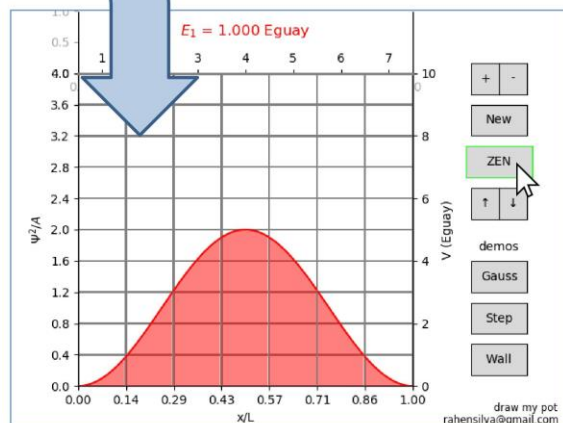 1.0
0.5
E₁ = 1.000 Eguay
1 3 4 5 6 7
4.0 0 0 10
3.6
3.2 8
2.8
2.4 6
2.0
1.6 4
1.2
0.8 2
0.4
0.0 0
0.00 0.14 0.29 0.43 0.57 0.71 0.86 1.00
x/L
Ψ²/A
V (Eguay)
+ -
New
ZEN
↑ ↓
demos
Gauss
Step
Wall
draw my pot
rahensilva@gmail.com